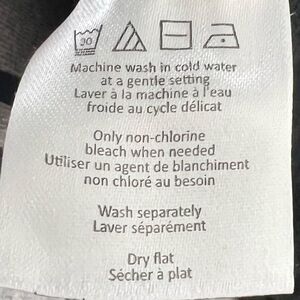 30
Machine wash in cold water
at a gentle setting
Laver à la machine à l'eau
froide au cycle délicat
Only non-chlorine
bleach when needed
Utiliser un agent de blanchiment
non chloré au besoin
Wash separately
Laver séparément
Dry flat
Sécher à plat